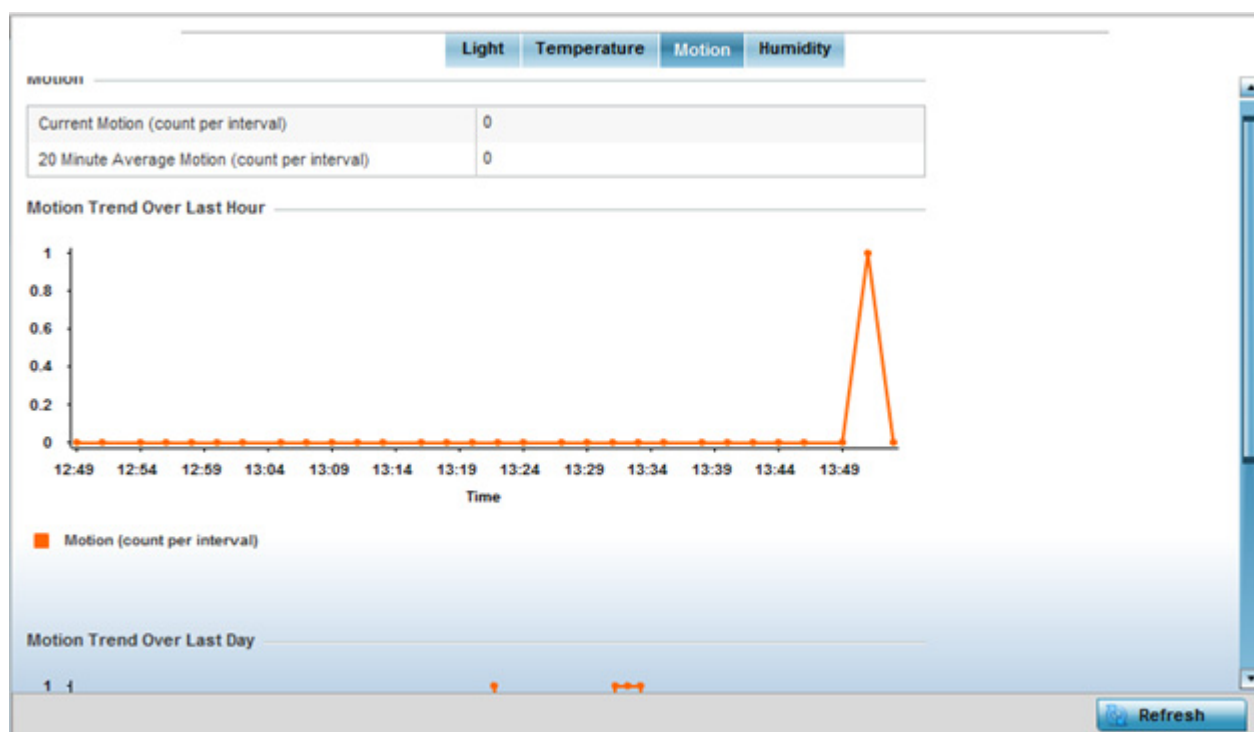 Light Temperature Motion Humidity
Motion
Current Motion (count per interval) 0
20 Minute Average Motion (count per interval) 0
Motion Trend Over Last Hour
1
0.8
0.6
0.4
0.2
0
12:49 12:54 12:59 13:04 13:09 13:14 13:19 13:24 13:29 13:34 13:39 13:44 13:49
Time
Motion (count per interval)
Motion Trend Over Last Day
1
Refresh